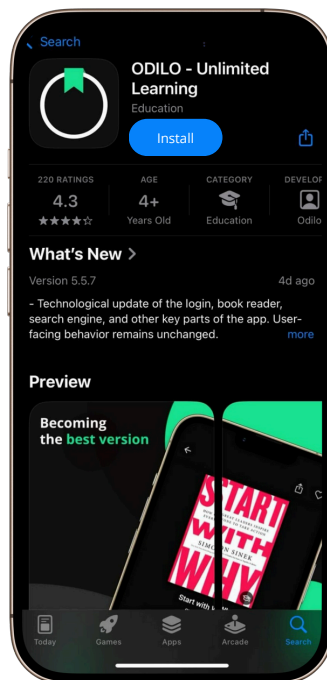 Search
ODILO - Unlimited
Learning
Education
Install
220 RATINGS
AGE
CATEGORY
DEVELOP
4.3
4+
★★★★☆
Years Old
Education
Odilo
What's New >
Version 5.5.7
4d ago
- Technological update of the login, book reader,
search engine, and other key parts of the app. User-
facing behavior remains unchanged.
more
Preview
Becoming
the best version
START
WITH
SIMON SINEK
WHY
Today
Games
Apps
Arcade
Search